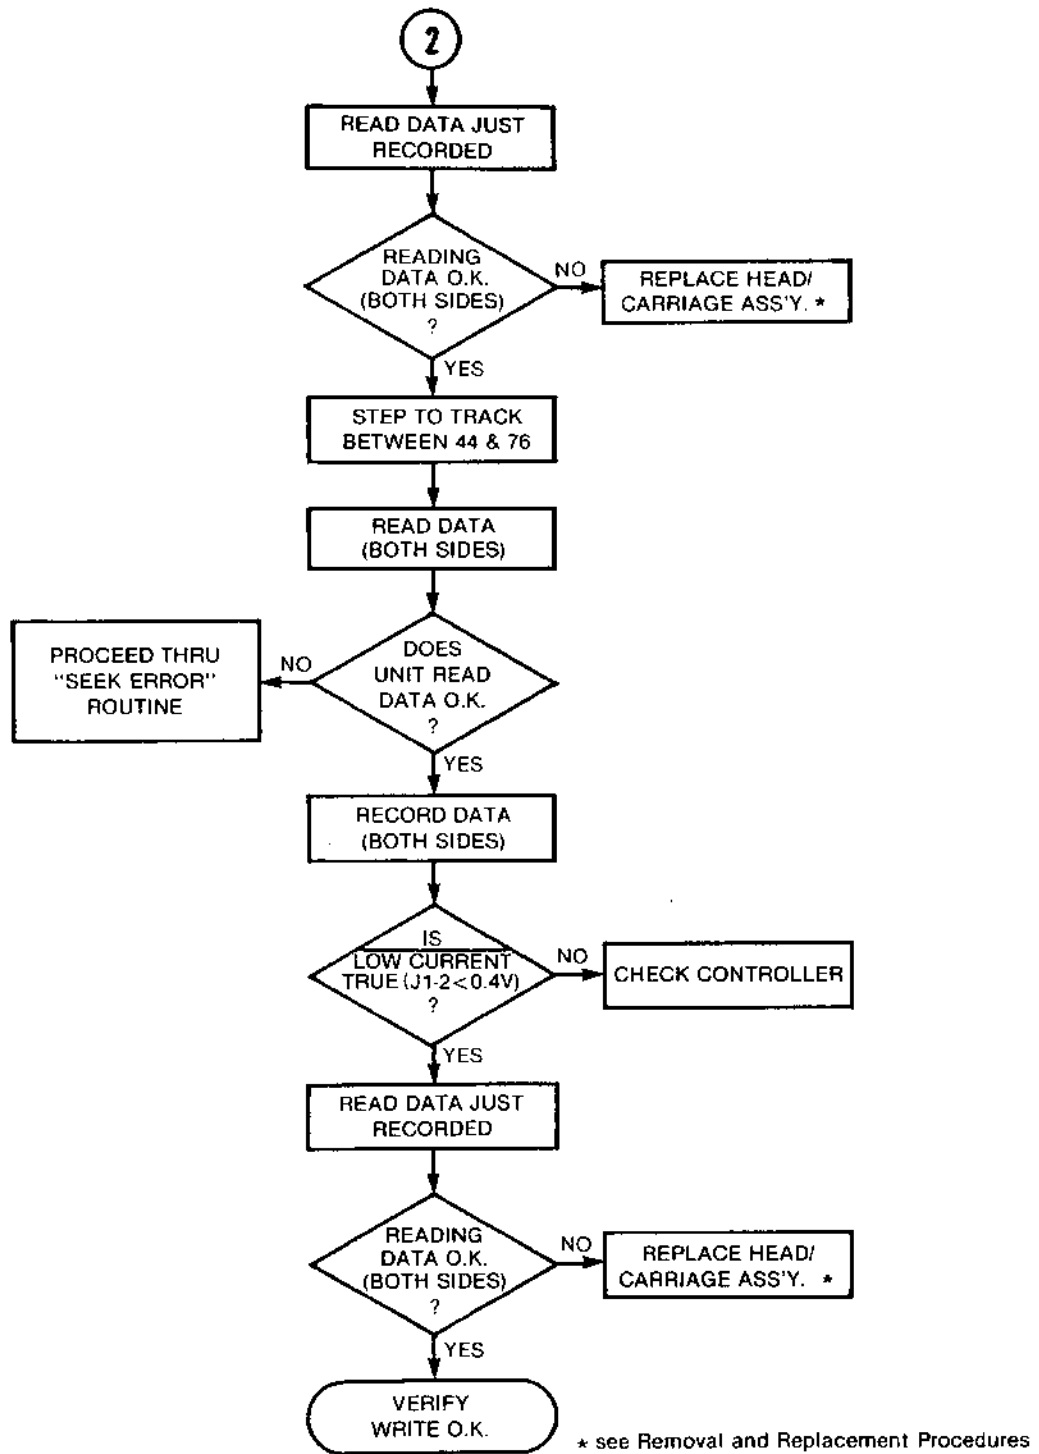 2
READ DATA JUST
RECORDED
READING
DATA O.K.
(BOTH SIDES)
?
NO
REPLACE HEAD/
CARRIAGE ASS'Y. *
YES
STEP TO TRACK
BETWEEN 44 & 76
READ DATA
(BOTH SIDES)
DOES
UNIT READ
DATA O.K.
?
NO
PROCEED THRU
"SEEK ERROR"
ROUTINE
YES
RECORD DATA
(BOTH SIDES)
IS
LOW CURRENT
TRUE (J1-2<0.4V)
?
NO
CHECK CONTROLLER
YES
READ DATA JUST
RECORDED
READING
DATA O.K.
(BOTH SIDES)
?
NO
REPLACE HEAD/
CARRIAGE ASS'Y. *
YES
VERIFY
WRITE O.K.
* see Removal and Replacement Procedures